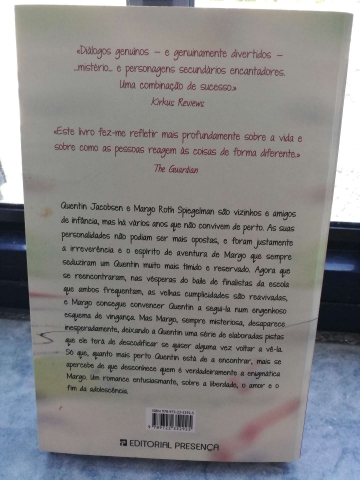 «Diálogos genuínos – e genuinamente divertidos –
...mistério... e personagens secundários encantadores.
Uma combinação de sucesso.»
Kirkus Reviews
«Este livro fez-me refletir mais profundamente sobre a vida e
sobre como as pessoas reagem às coisas de forma diferente.»
The Guardian
Quentin Jacobsen e Margo Roth Spiegelman são vizinhos e amigos
de infância, mas há vários anos que não convivem de perto. As suas
personalidades não podiam ser mais opostas, e foram justamente
a irreverência e o espírito de aventura de Margo que sempre
seduziram um Quentin muito mais tímido e reservado. Agora que
se reencontraram, nas vésperas do baile de finalistas da escola
que ambos frequentam, as velhas cumplicidades são reavivadas,
e Margo consegue convencer Quentin a segui-la num engenhoso
esquema de vingança. Mas Margo, sempre misteriosa, desaparece
inesperadamente, deixando a Quentin uma série de elaboradas pistas
que ele terá de descodificar se quiser alguma vez voltar a vê-la.
Só que, quanto mais perto Quentin está de a encontrar, mais se
apercebe de que desconhece quem é verdadeiramente a enigmática
Margo. Um romance entusiasmante, sobre a liberdade, o amor e o
fim da adolescência.
EDITORIAL PRESENÇA